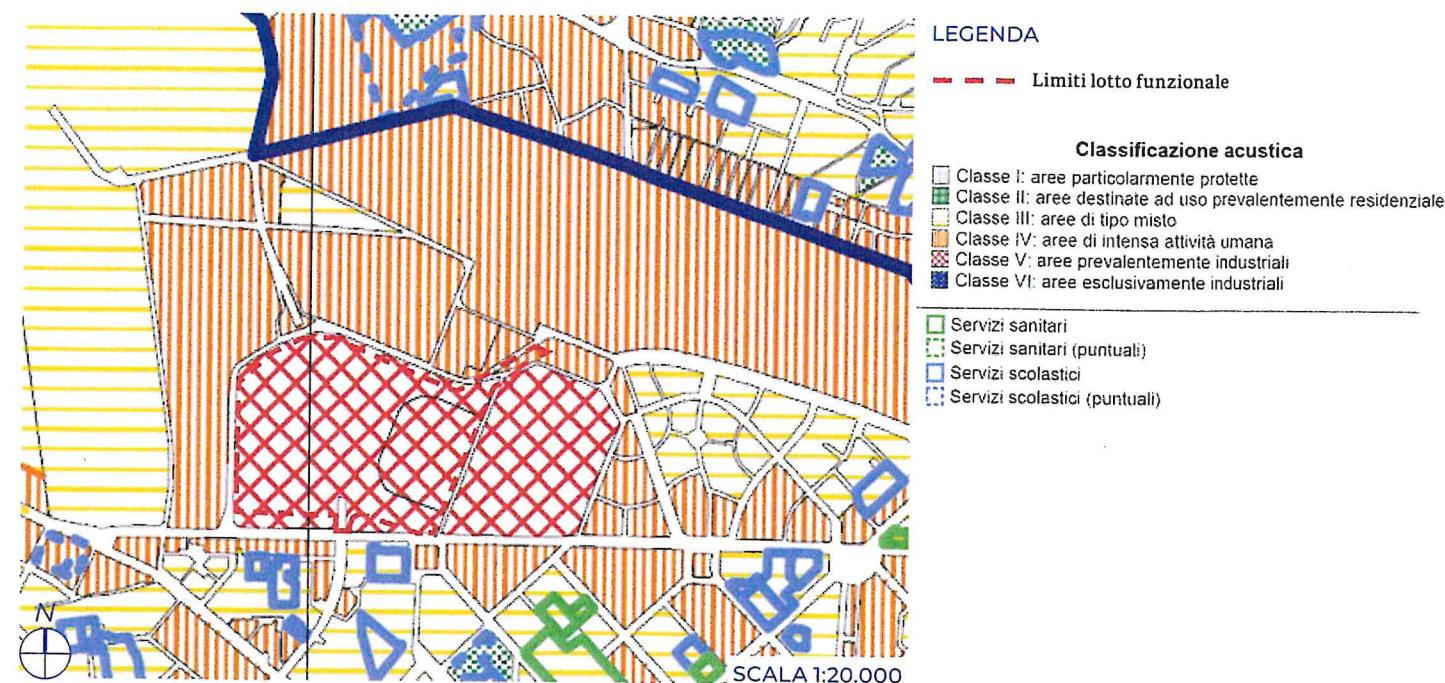 LEGENDA
Limiti lotto funzionale
Classificazione acustica
Classe I: aree particolarmente protette
Classe II: aree destinate ad uso prevalentemente residenziale
Classe III: aree di tipo misto
Classe IV: aree di intensa attività umana
Classe V: aree prevalentemente industriali
Classe VI: aree esclusivamente industriali
Servizi sanitari
Servizi sanitari (puntuali)
Servizi scolastici
Servizi scolastici (puntuali)
N
SCALA 1:20.000